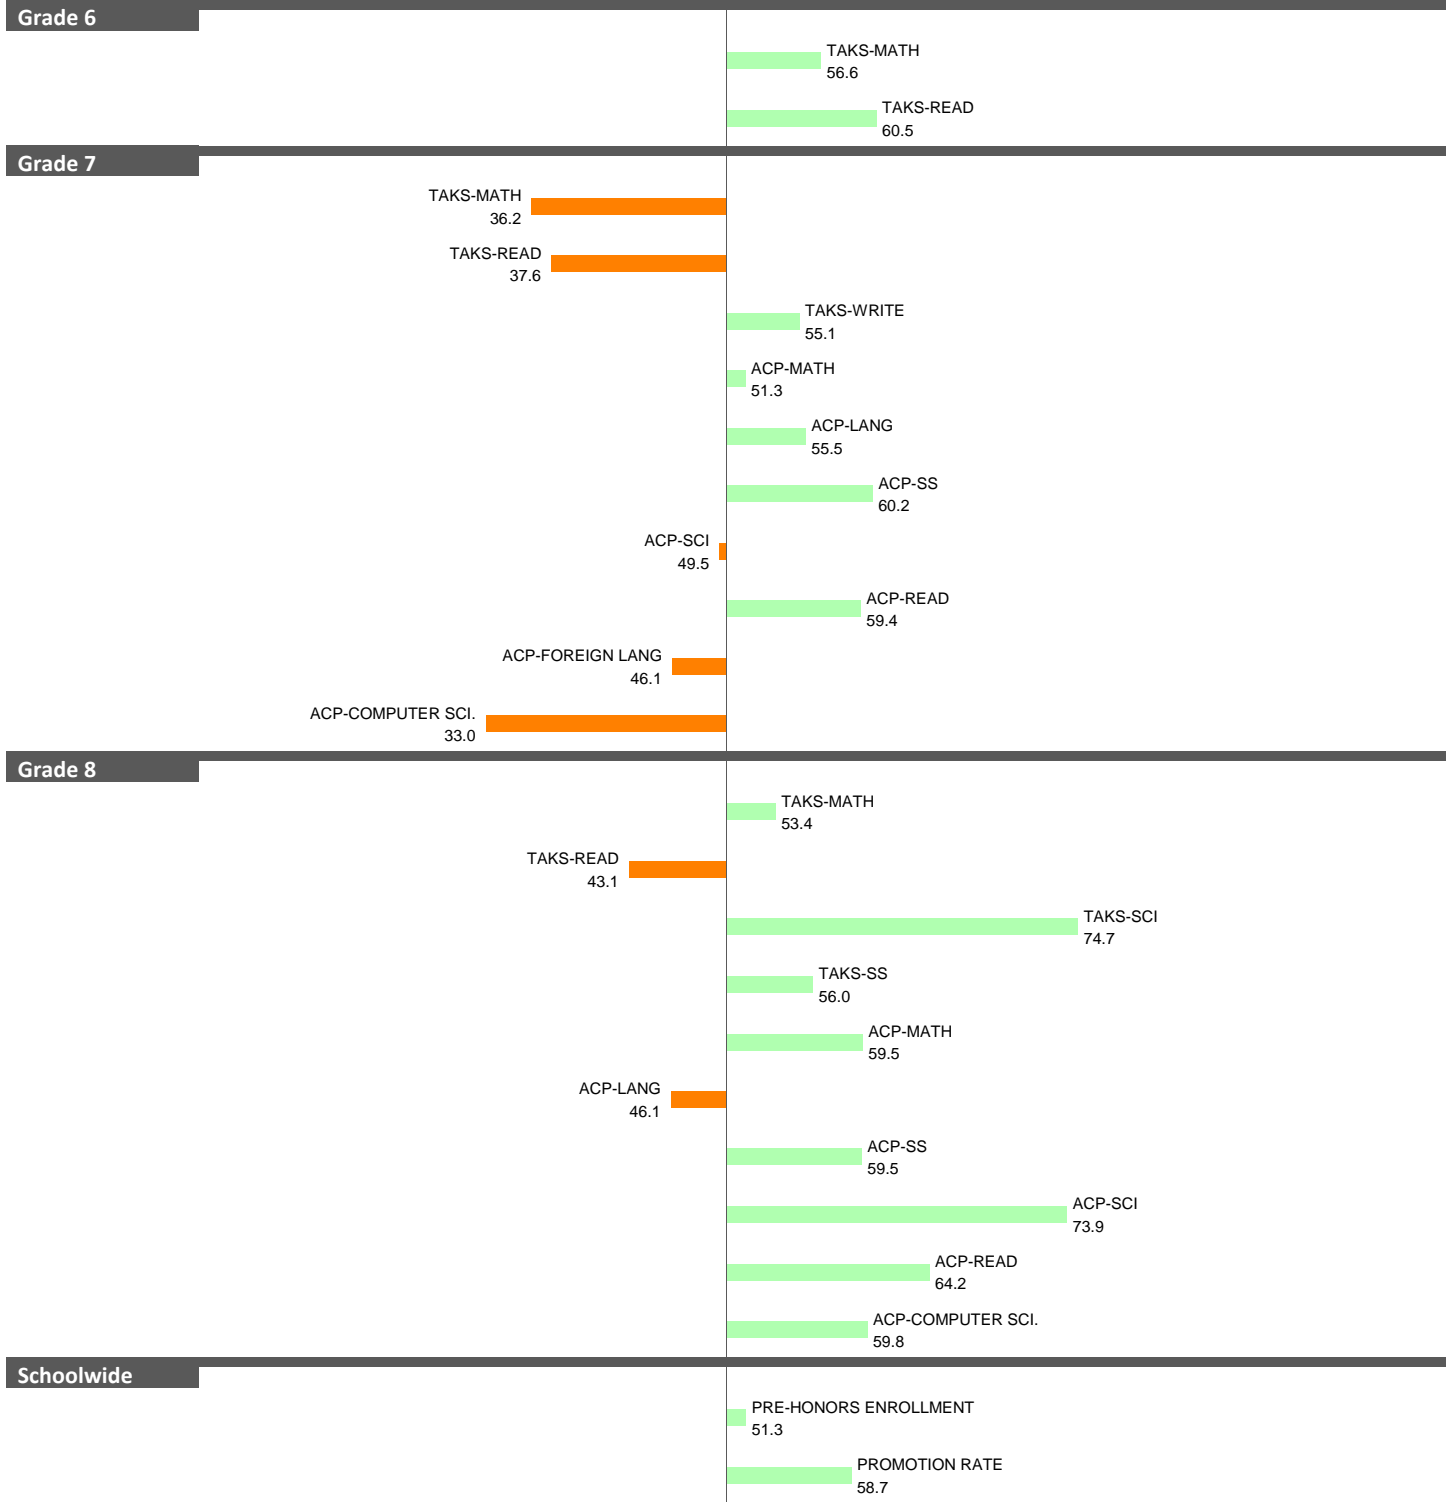 Grade 6
TAKS-MATH
56.6
TAKS-READ
60.5
Grade 7
TAKS-MATH
36.2
TAKS-READ
37.6
TAKS-WRITE
55.1
ACP-MATH
51.3
ACP-LANG
55.5
ACP-SS
60.2
ACP-SCI
49.5
ACP-READ
59.4
ACP-FOREIGN LANG
46.1
ACP-COMPUTER SCI.
33.0
Grade 8
TAKS-MATH
53.4
TAKS-READ
43.1
TAKS-SCI
74.7
TAKS-SS
56.0
ACP-MATH
59.5
ACP-LANG
46.1
ACP-SS
59.5
ACP-SCI
73.9
ACP-READ
64.2
ACP-COMPUTER SCI.
59.8
Schoolwide
PRE-HONORS ENROLLMENT
51.3
PROMOTION RATE
58.7